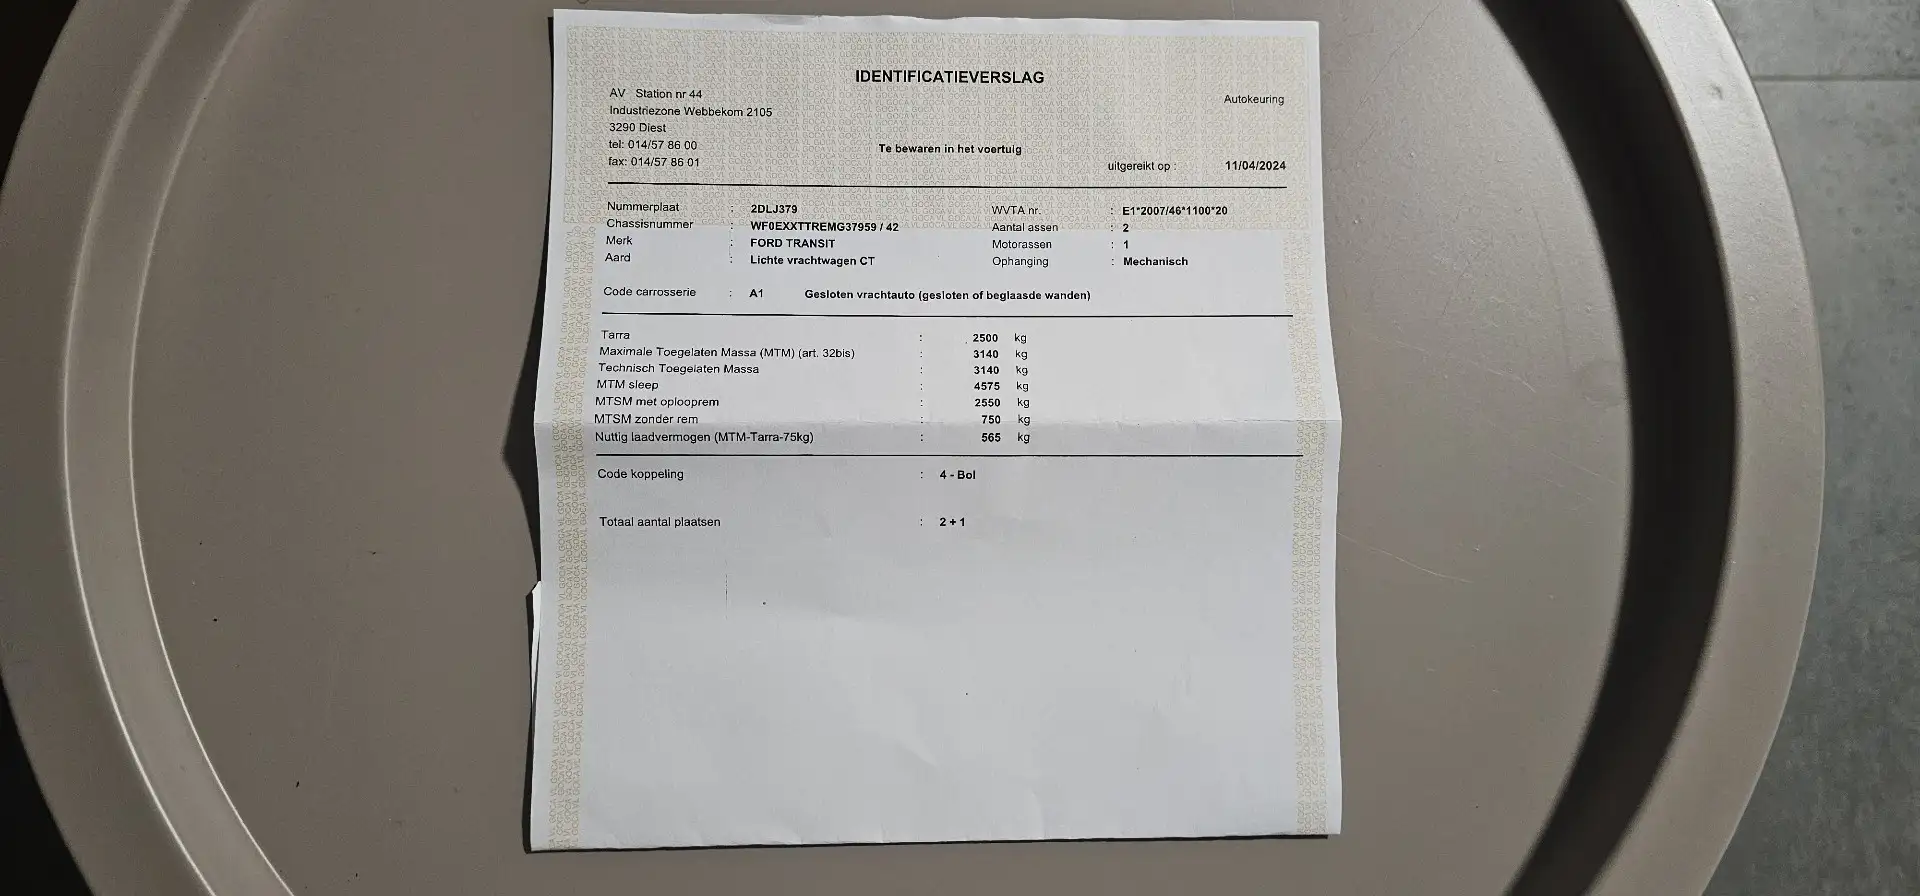 IDENTIFICATIEVERSLAG
AV Station nr 44
Autokeuring
Industriezone Webbekom 2105
3290 Diest
tel: 014/57 86 00
Te bewaren in het voertuig
fax: 014/57 86 01
uitgereikt op : 11/04/2024
Nummerplaat : 2DLJ379 WVTA nr. : E1*2007/46*1100*20
Chassisnummer : WF0EXXTTREMG37959 / 42 Aantal assen : 2
Merk : FORD TRANSIT Motorassen : 1
Aard : Lichte vrachtwagen CT Ophanging : Mechanisch
Code carrosserie : A1 Gesloten vrachtauto (gesloten of beglaasde wanden)
Tarra : 2500 kg
Maximale Toegelaten Massa (MTM) (art. 32bis) : 3140 kg
Technisch Toegelaten Massa : 3140 kg
MTM sleep : 4575 kg
MTSM met oplooprem : 2550 kg
MTSM zonder rem : 750 kg
Nuttig laadvermogen (MTM-Tarra-75kg) : 565 kg
Code koppeling : 4 - Bol
Totaal aantal plaatsen : 2 + 1